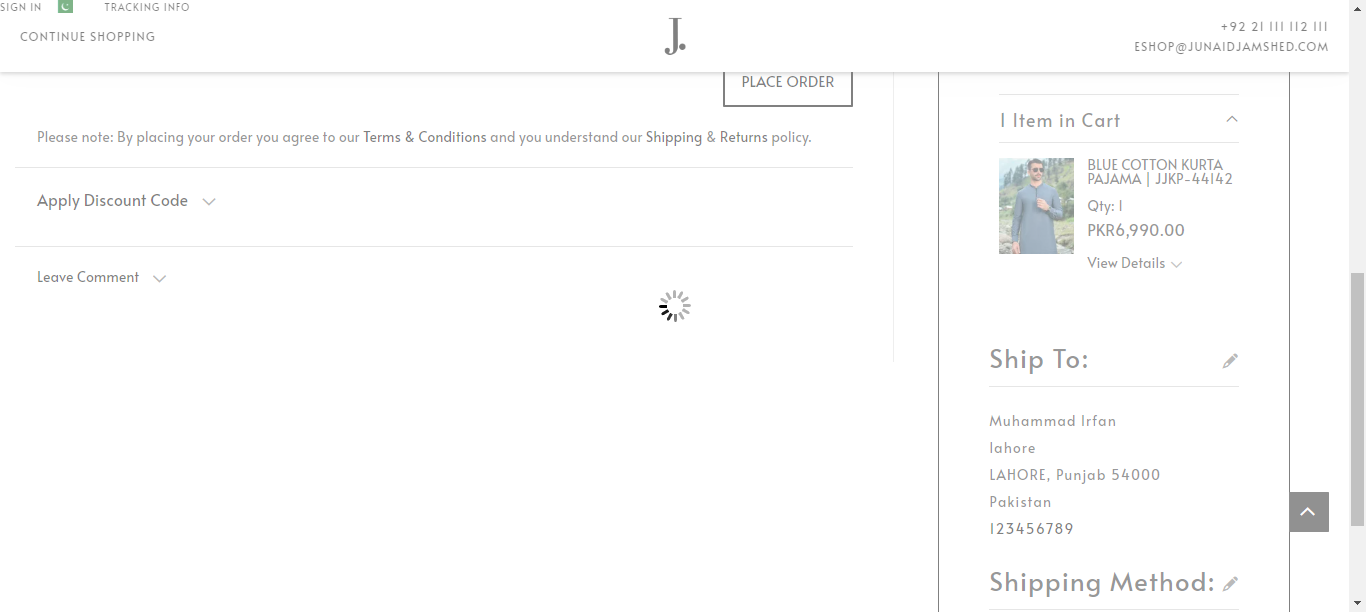 SIGN IN
TRACKING INFO
CONTINUE SHOPPING
J.
+92 21 111 112 111
ESHOP@JUNAIDJAMSHED.COM
PLACE ORDER
Please note: By placing your order you agree to our Terms & Conditions and you understand our Shipping & Returns policy.
Apply Discount Code
Leave Comment
1 Item in Cart
BLUE COTTON KURTA
PAJAMA | JJKP-44142
Qty: 1
PKR6,990.00
View Details
Ship To:
Muhammad Irfan
lahore
LAHORE, Punjab 54000
Pakistan
123456789
Shipping Method: